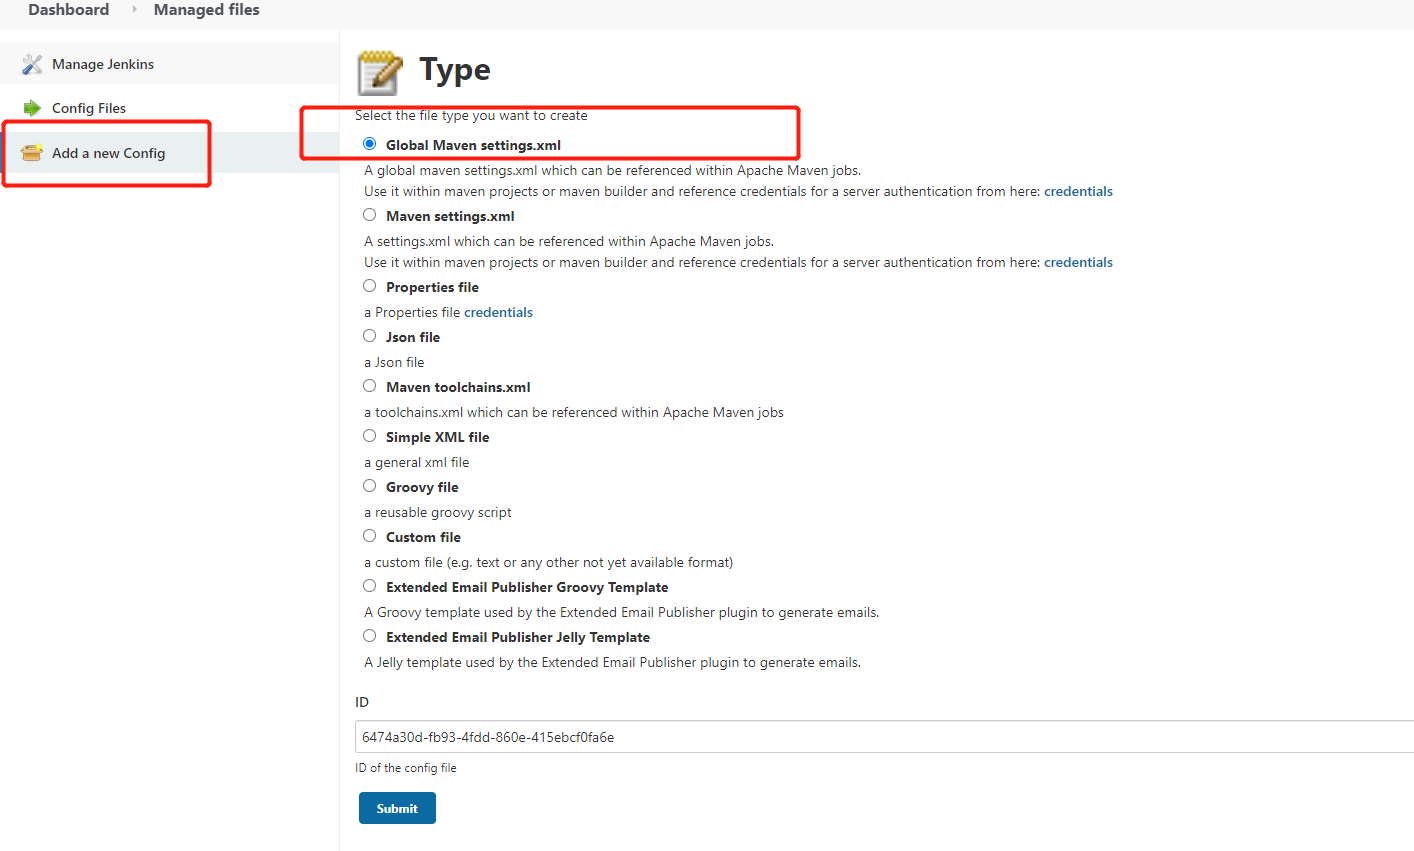 Dashboard
Managed files
Manage Jenkins
Config Files
Add a new Config
Type
Select the file type you want to create
Global Maven settings.xml
A global maven settings.xml which can be referenced within Apache Maven jobs.
Use it within maven projects or maven builder and reference credentials for a server authentication from here: credentials
Maven settings.xml
A settings.xml which can be referenced within Apache Maven jobs.
Use it within maven projects or maven builder and reference credentials for a server authentication from here: credentials
Properties file
a Properties file credentials
Json file
a Json file
Maven toolchains.xml
a toolchains.xml which can be referenced within Apache Maven jobs
Simple XML file
a general xml file
Groovy file
a reusable groovy script
Custom file
a custom file (e.g. text or any other not yet available format)
Extended Email Publisher Groovy Template
A Groovy template used by the Extended Email Publisher plugin to generate emails.
Extended Email Publisher Jelly Template
A Jelly template used by the Extended Email Publisher plugin to generate emails.
ID
6474a30d-fb93-4fdd-860e-415ebcf0fa6e
ID of the config file
Submit